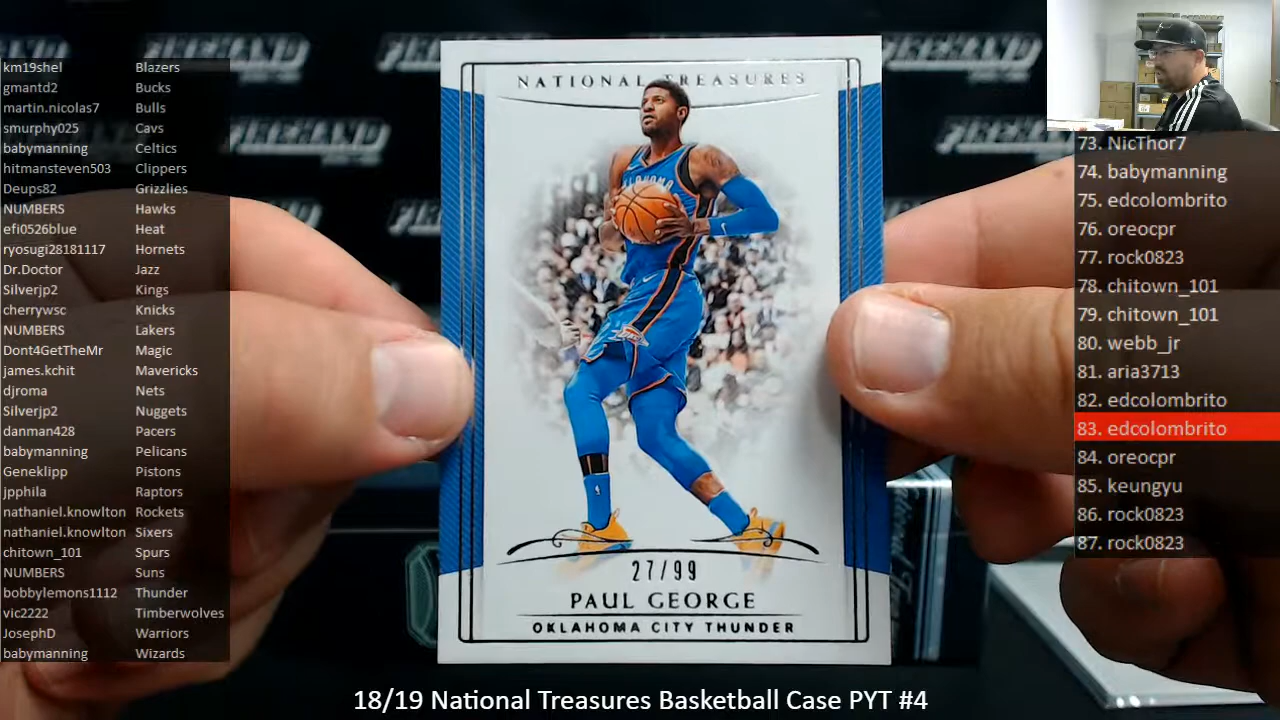 km19shel Blazers
gmantd2 Bucks
martin.nicolas7 Bulls
smurphy025 Cavs
babymanning Celtics
hitmansteven503 Clippers
Deups82 Grizzlies
NUMBERS Hawks
efi0526blue Heat
ryosugi28181117 Hornets
Dr.Doctor Jazz
Silverjp2 Kings
cherrywsc Knicks
NUMBERS Lakers
Dont4GetTheMr Magic
james.kchit Mavericks
djroma Nets
Silverjp2 Nuggets
danman428 Pacers
babymanning Pelicans
Geneklipp Pistons
jpphila Raptors
nathaniel.knowlton Rockets
nathaniel.knowlton Sixers
chitown_101 Spurs
NUMBERS Suns
bobbylemons1112 Thunder
vic2222 Timberwolves
JosephD Warriors
babymanning Wizards
NATIONAL TREASURES
OKLAHOMA
27/99
PAUL GEORGE
OKLAHOMA CITY THUNDER
73. NicThor7
74. babymanning
75. edcolombrito
76. oreocpr
77. rock0823
78. chitown_101
79. chitown_101
80. webb_jr
81. aria3713
82. edcolombrito
83. edcolombrito
84. oreocpr
85. keungyu
86. rock0823
87. rock0823
18/19 National Treasures Basketball Case PYT #4